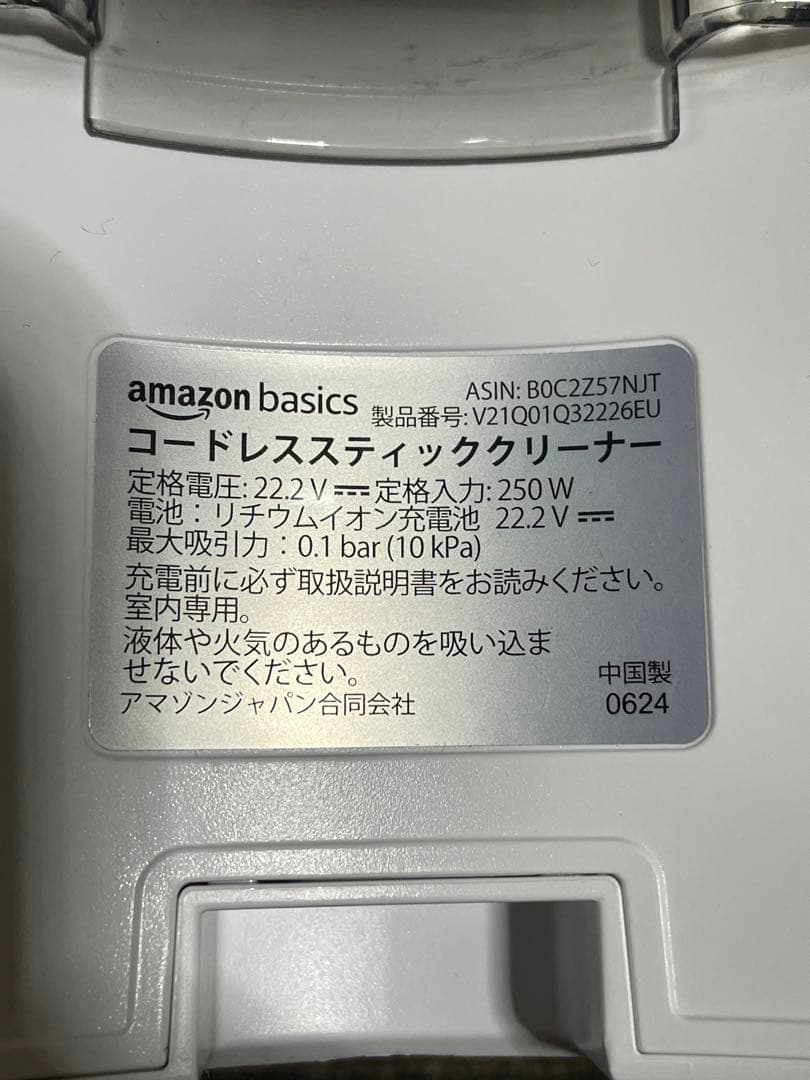 amazon basics
ASIN: B0C2Z57NJT
製品番号: V21Q01Q32226EU
コードレススティッククリーナー
定格電圧: 22.2 V ⎓ 定格入力: 250 W
電池：リチウムイオン充電池 22.2 V ⎓
最大吸引力：0.1 bar (10 kPa)
充電前に必ず取扱説明書をお読みください。
室内専用。
液体や火気のあるものを吸い込ま
せないでください。
中国製
アマゾンジャパン合同会社
0624